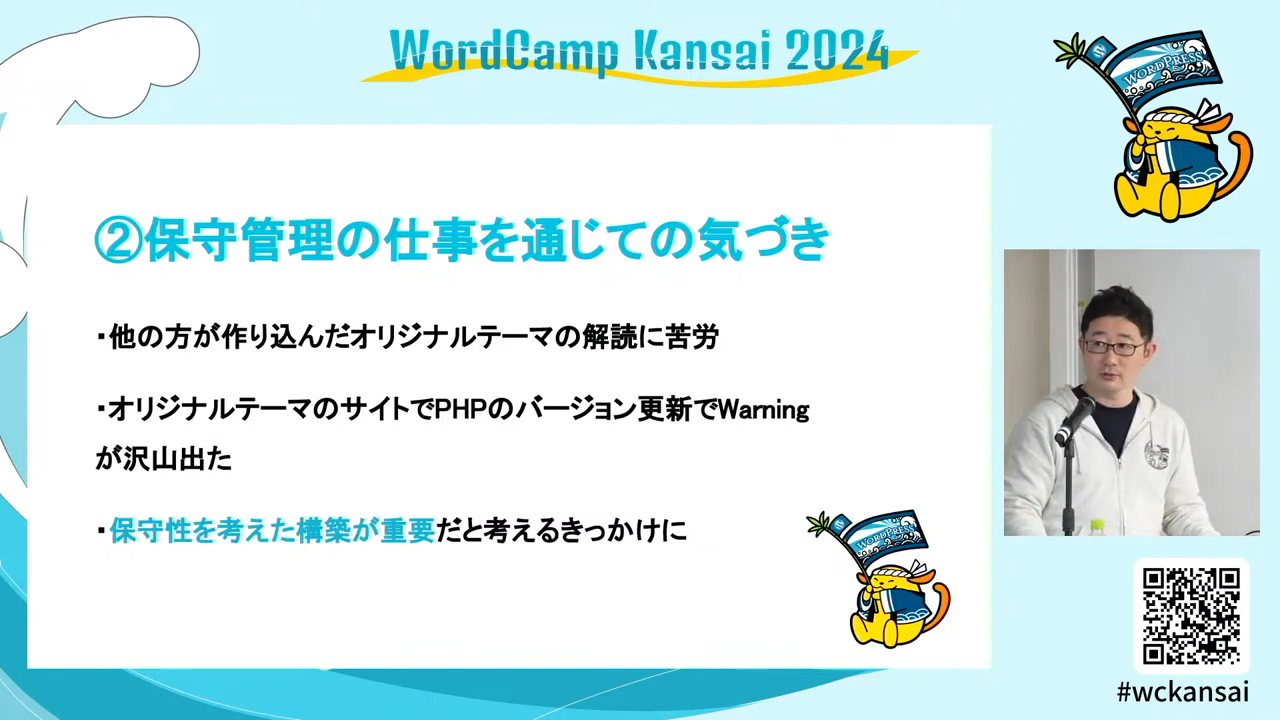 WordCamp Kansai 2024
WORDPRESS
②保守管理の仕事を通じての気づき
・他の方が作り込んだオリジナルテーマの解読に苦労
・オリジナルテーマのサイトでPHPのバージョン更新でWarning
が沢山出た
・保守性を考えた構築が重要だと考えるきっかけに
WORDPRESS
#wckansai